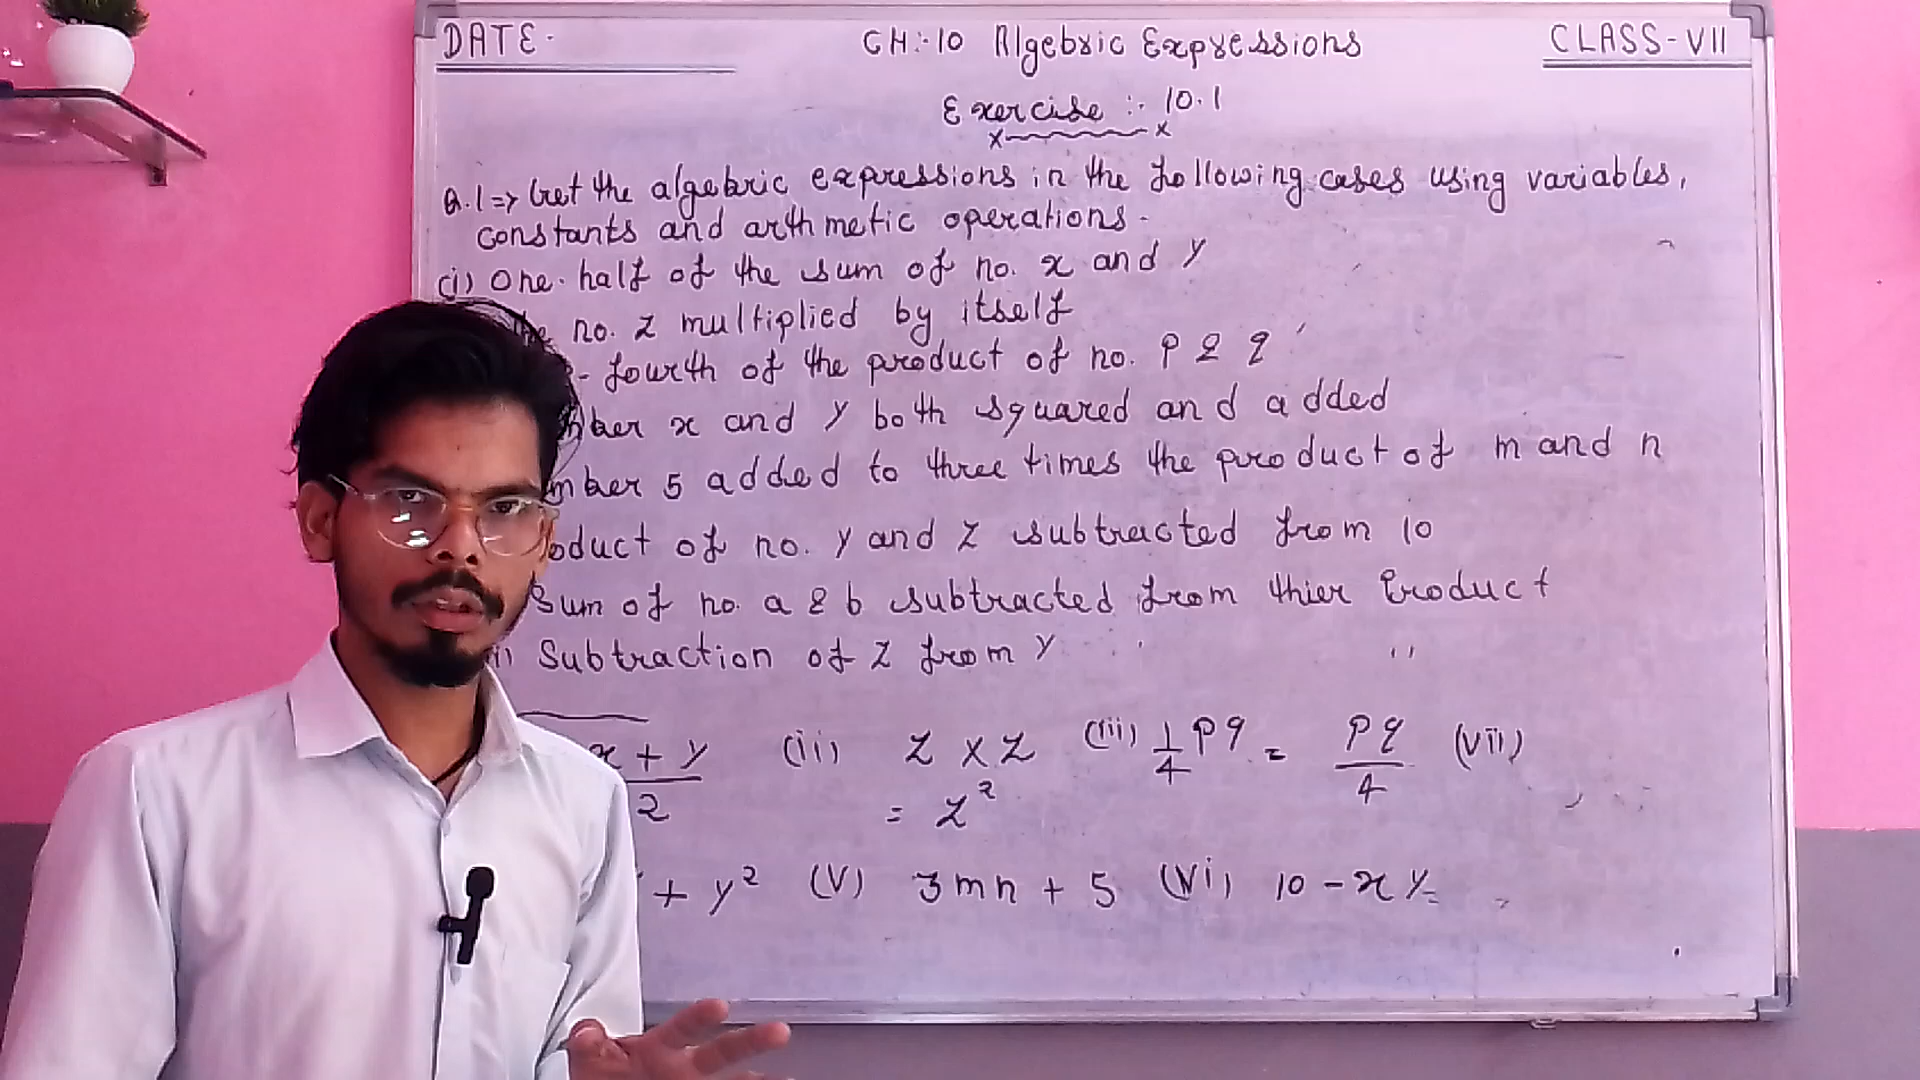 DATE-
CH:-10 Algebric Expressions
CLASS-VII
Exercise :- 10.1
Q.1=> Get the algebric expressions in the following cases using variables,
constants and arthmetic operations-
(i) One-half of the sum of no. x and y
no. z multiplied by itself
- fourth of the product of no. p & q
x and y both squared and added
5 added to three times the product of m and n
of no. y and z subtracted from 10
Sum of no. a & b subtracted from thier Product
Subtraction of z from y
x + y
2
(ii) z × z
= z²
(iii) 1/4 pq = pq/4
(vii)
+ y² (v) 3mn + 5 (vi) 10 - xy